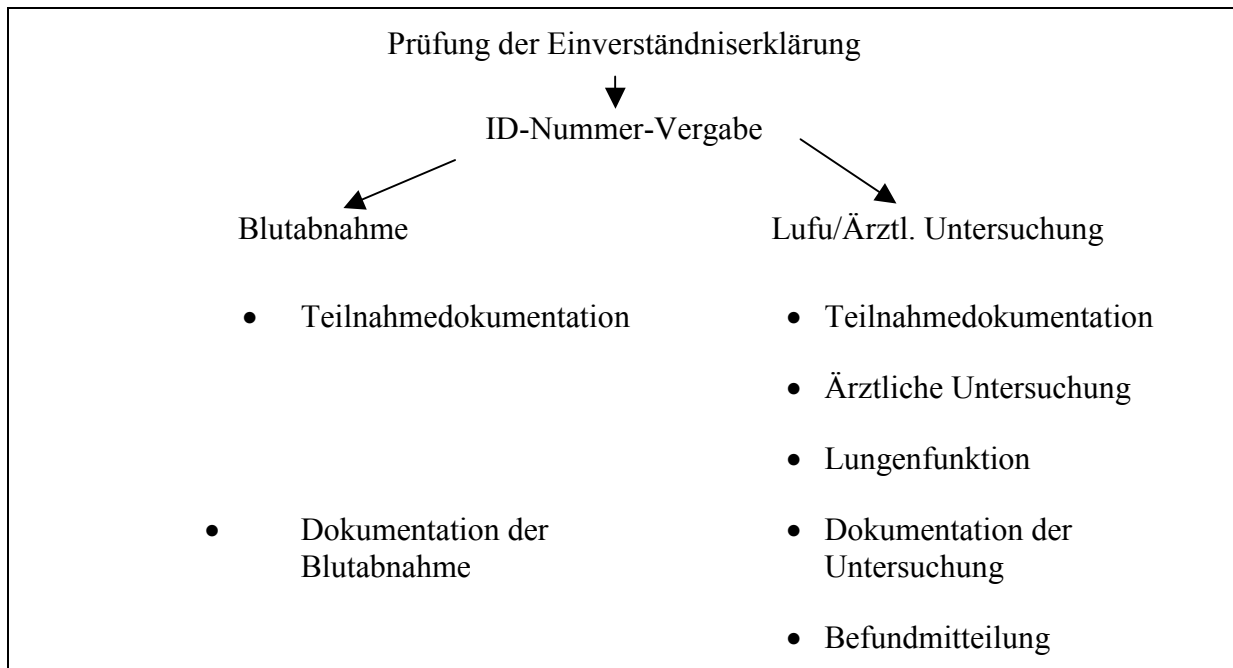 Prüfung der Einverständniserklärung
ID-Nummer-Vergabe
Blutabnahme
• Teilnahmedokumentation
• Dokumentation der
Blutabnahme
Lufu/Ärztl. Untersuchung
• Teilnahmedokumentation
• Ärztliche Untersuchung
• Lungenfunktion
• Dokumentation der
Untersuchung
• Befundmitteilung